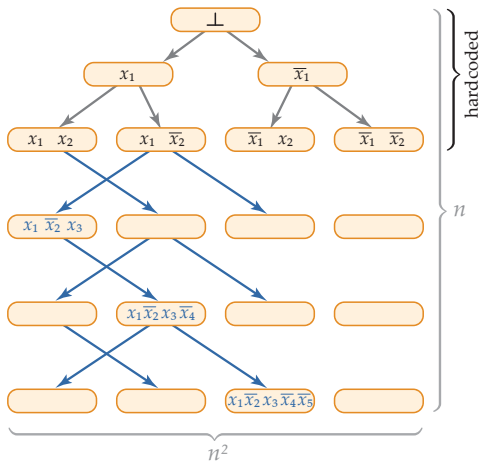 ⊥
x₁ x̅₁
x₁ x₂ x₁ x̅₂ x̅₁ x₂ x̅₁ x̅₂
hardcoded
x₁ x̅₂ x₃
n
x₁x̅₂x₃x̅₄
x₁x̅₂x₃x̅₄x̅₅
n²